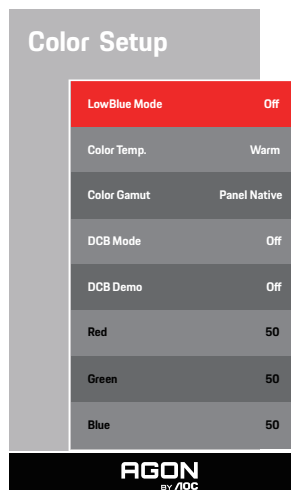 Color Setup
LowBlue Mode Off
Color Temp. Warm
Color Gamut Panel Native
DCB Mode Off
DCB Demo Off
Red 50
Green 50
Blue 50
AGON
BY AOC